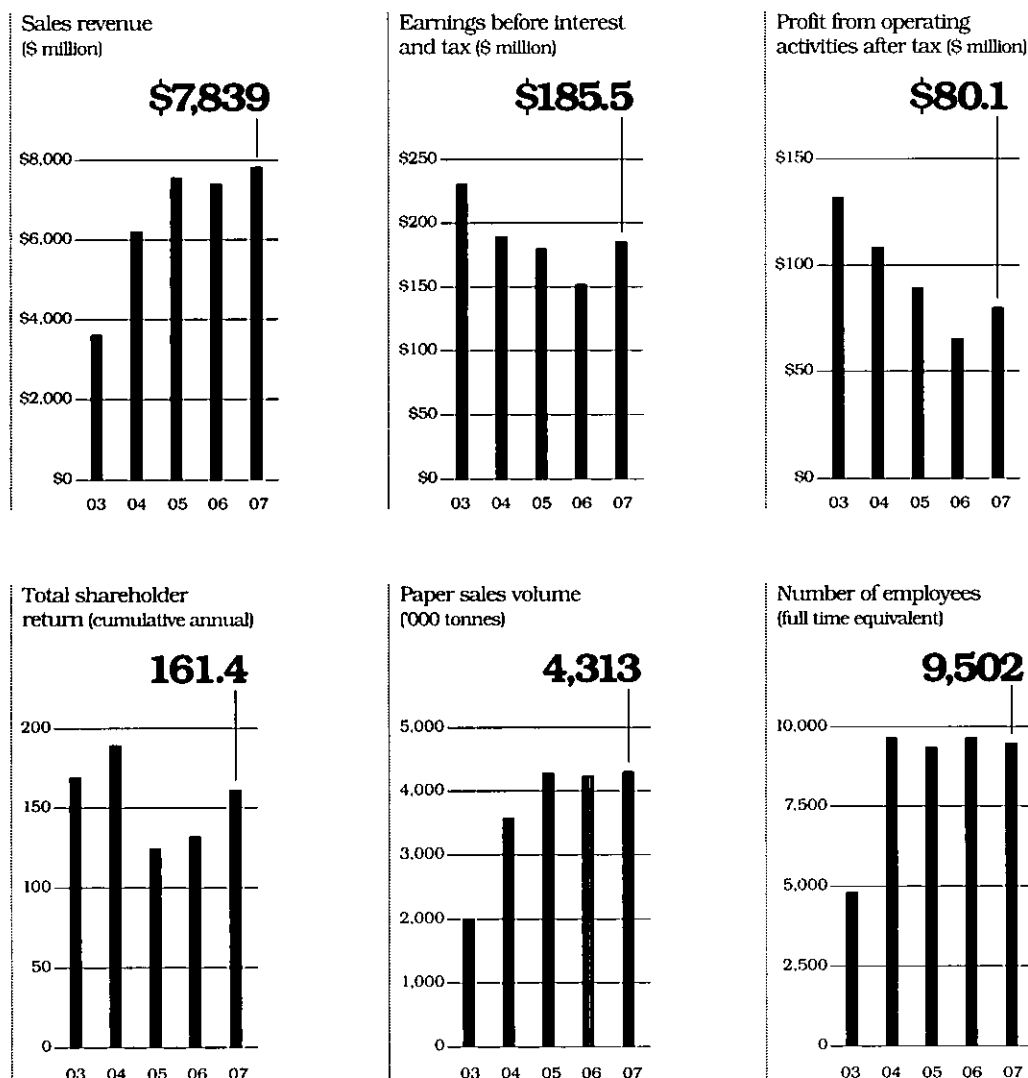 Sales revenue
($ million)
$7,839
$8,000
$6,000
$4,000
$2,000
$0
03 04 05 06 07
Earnings before interest
and tax ($ million)
$185.5
$250
$200
$150
$100
$50
$0
03 04 05 06 07
Profit from operating
activities after tax ($ million)
$80.1
$150
$100
$50
$0
03 04 05 06 07
Total shareholder
return (cumulative annual)
161.4
200
150
100
50
0
03 04 05 06 07
Paper sales volume
('000 tonnes)
4,313
5,000
4,000
3,000
2,000
1,000
0
03 04 05 06 07
Number of employees
(full time equivalent)
9,502
10,000
7,500
5,000
2,500
0
03 04 05 06 07